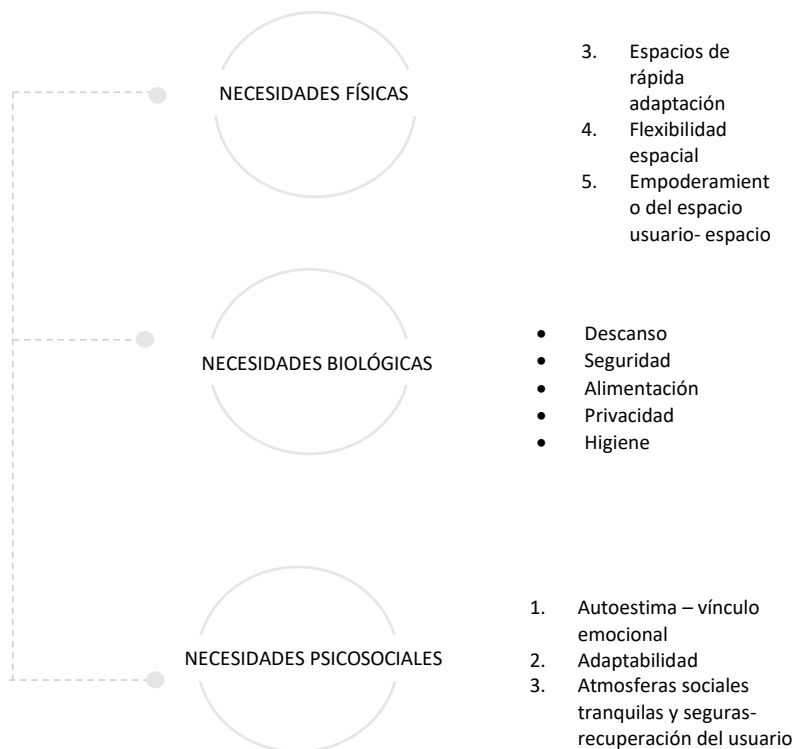 NECESIDADES FÍSICAS
3. Espacios de
rápida
adaptación
4. Flexibilidad
espacial
5. Empoderamient
o del espacio
usuario- espacio
NECESIDADES BIOLÓGICAS
• Descanso
• Seguridad
• Alimentación
• Privacidad
• Higiene
NECESIDADES PSICOSOCIALES
1. Autoestima – vínculo
emocional
2. Adaptabilidad
3. Atmosferas sociales
tranquilas y seguras-
recuperación del usuario